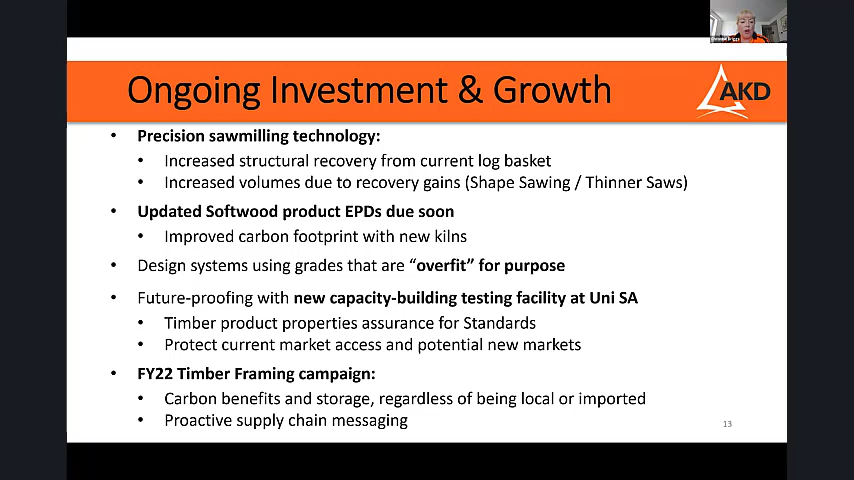 Ongoing Investment & Growth
AKD
• Precision sawmilling technology:
• Increased structural recovery from current log basket
• Increased volumes due to recovery gains (Shape Sawing / Thinner Saws)
• Updated Softwood product EPDs due soon
• Improved carbon footprint with new kilns
• Design systems using grades that are “overfit” for purpose
• Future-proofing with new capacity-building testing facility at Uni SA
• Timber product properties assurance for Standards
• Protect current market access and potential new markets
• FY22 Timber Framing campaign:
• Carbon benefits and storage, regardless of being local or imported
• Proactive supply chain messaging
13